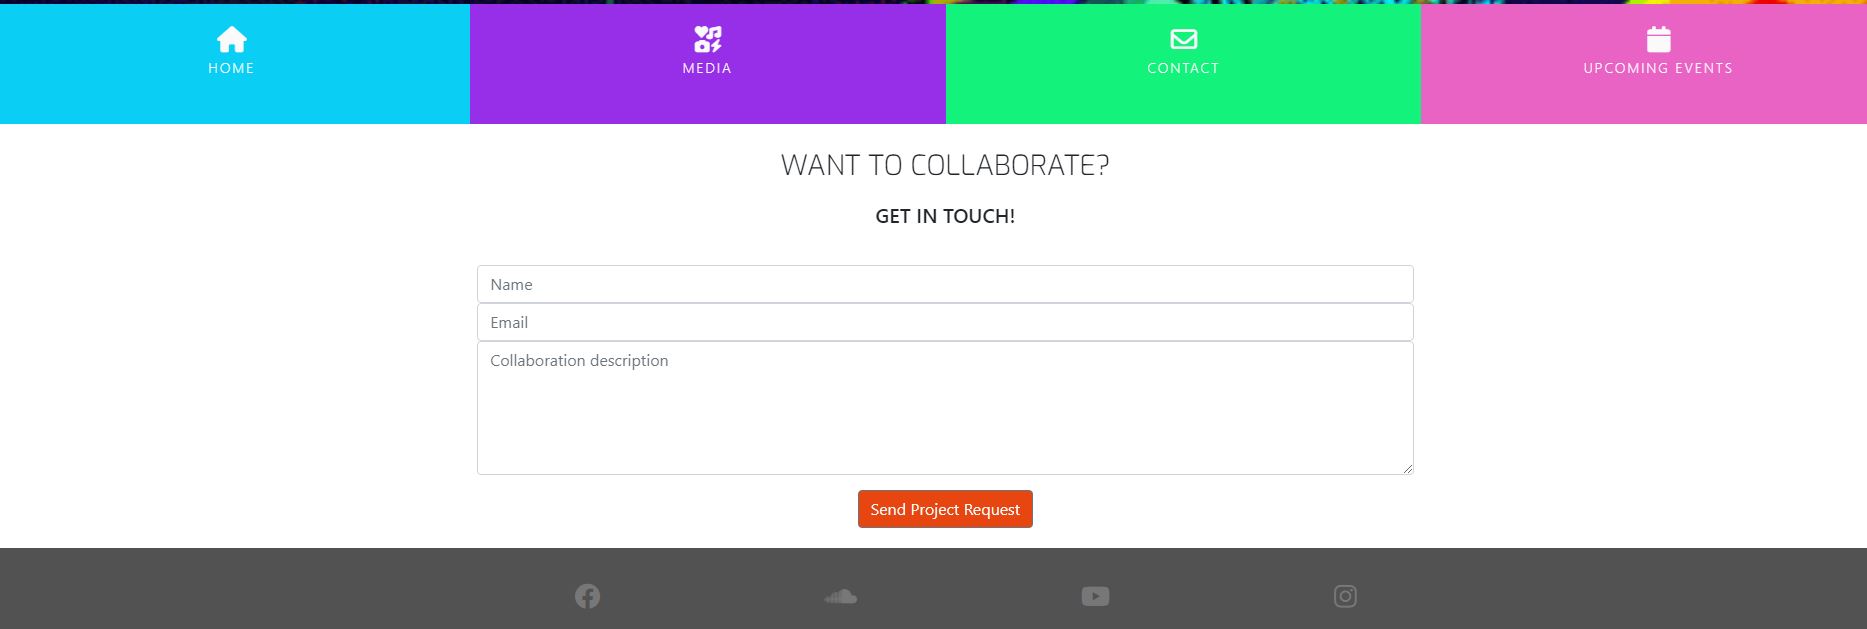 HOME
MEDIA
CONTACT
UPCOMING EVENTS
WANT TO COLLABORATE?
GET IN TOUCH!
Name
Email
Collaboration description
Send Project Request